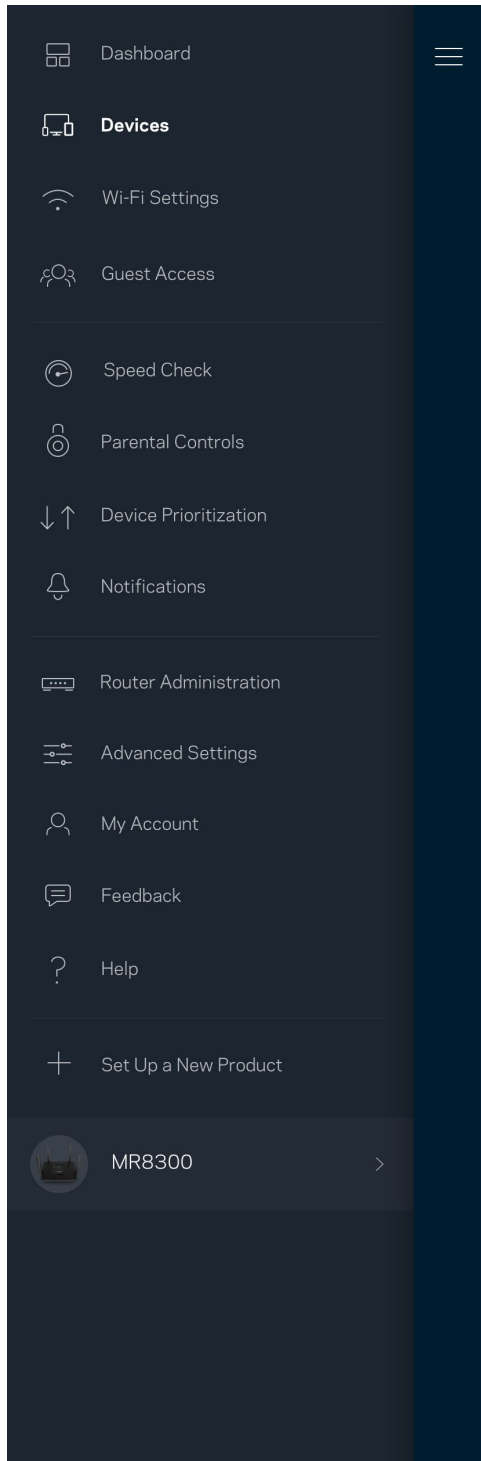 Dashboard
Devices
Wi-Fi Settings
Guest Access
Speed Check
Parental Controls
Device Prioritization
Notifications
Router Administration
Advanced Settings
My Account
Feedback
Help
Set Up a New Product
MR8300